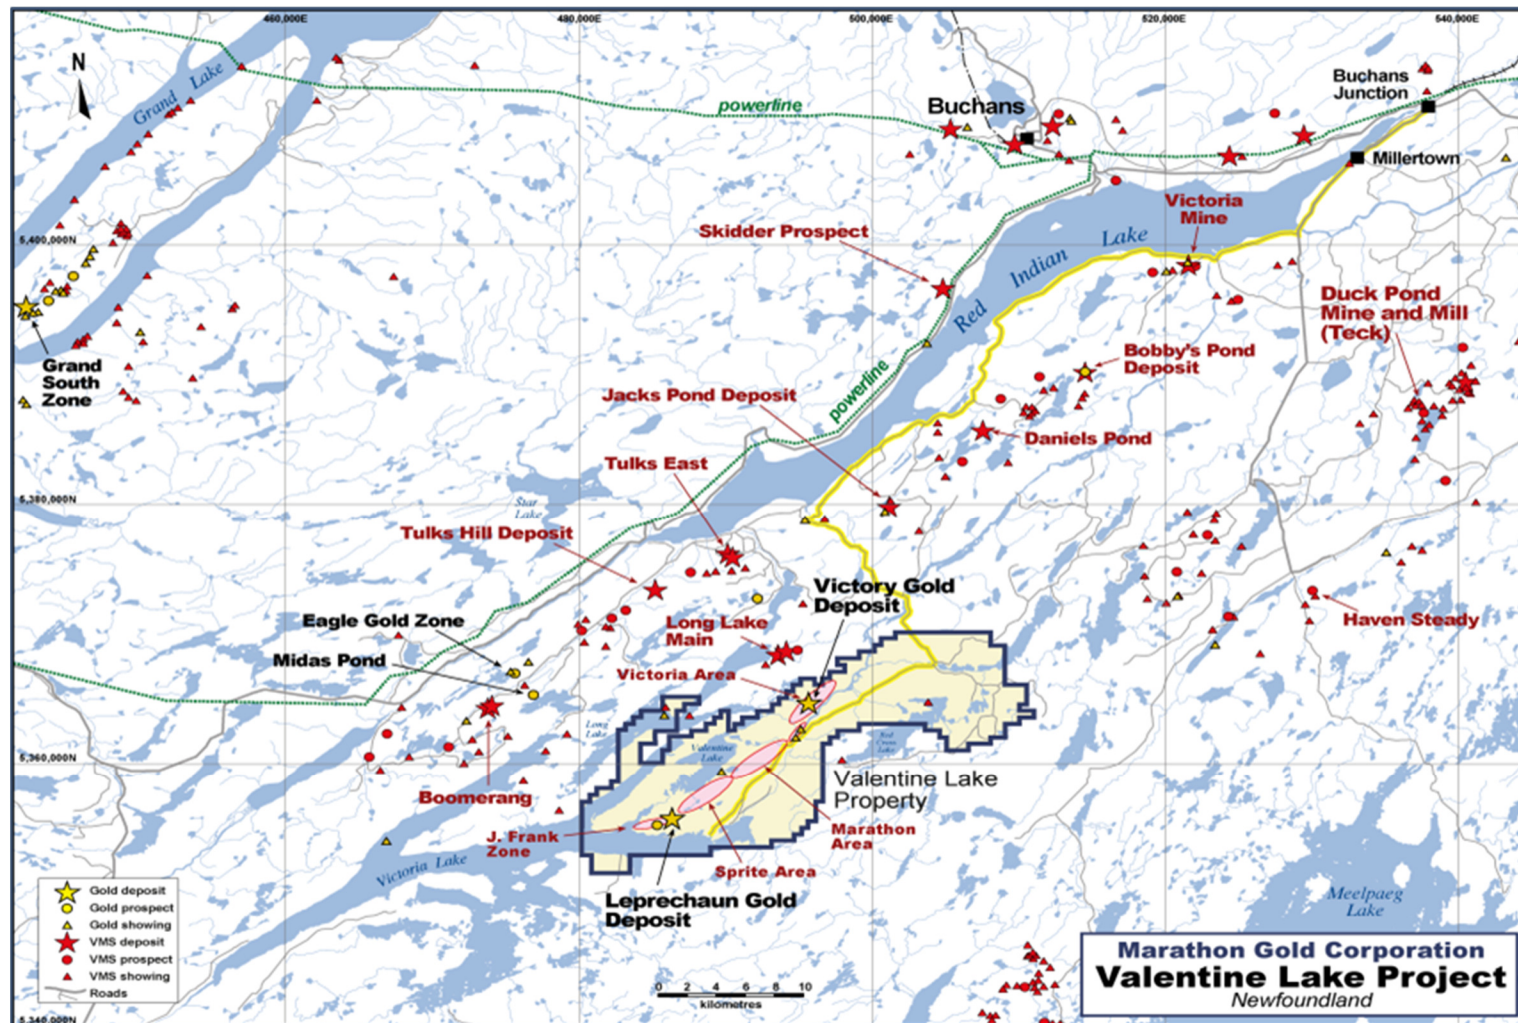 460,000E
480,000E
500,000E
520,000E
540,000E
N
Grand Lake
powerline
Buchans
Buchans
Junction
Millertown
Victoria
Mine
Skidder Prospect
Red Indian Lake
5,400,000N
Duck Pond
Mine and Mill
(Teck)
Grand
South
Zone
Bobby's Pond
Deposit
powerline
Jacks Pond Deposit
Daniels Pond
Tulks East
5,380,000N
Star
Lake
Tulks Hill Deposit
Victory Gold
Deposit
Eagle Gold Zone
Long Lake
Main
Haven Steady
Midas Pond
Victoria Area
Long
Lake
Valentine
Lake
Red
Cross
Lake
5,360,000N
Valentine Lake
Property
Boomerang
J. Frank
Zone
Marathon
Area
Victoria Lake
Sprite Area
Leprechaun Gold
Deposit
Meelpaeg
Lake
Gold deposit
Gold prospect
Gold showing
VMS deposit
VMS prospect
VMS showing
Roads
0 2 4 6 8 10
kilometres
Marathon Gold Corporation
Valentine Lake Project
Newfoundland
5,340,000N